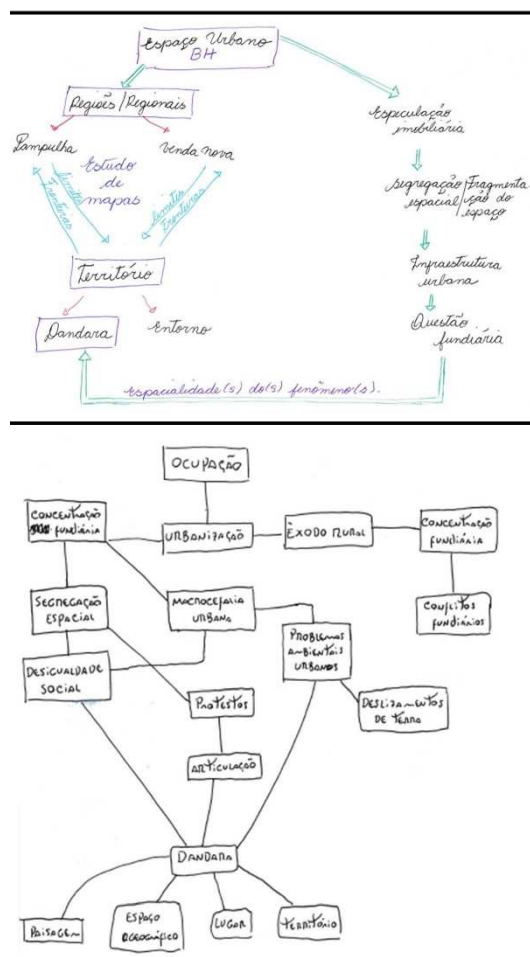 Espaço Urbano
BH
Regiões/Regionais
Especulação
imobiliária
Pampulha
Venda nova
Estudo
de
mapas
limites
Fronteiras
limites
Fronteiras
segregação
espacial/
Fragmenta
ção do
espaço
Território
Infraestrutura
urbana
Dandara
Entorno
Questão
fundiária
Espacialidade(s) do(s) fenômeno(s).
OCUPAÇÃO
CONCENTRAÇÃO
FUNDIÁRIA
URBANIZAÇÃO
ÊXODO RURAL
CONCENTRAÇÃO
FUNDIÁRIA
SEGREGAÇÃO
ESPACIAL
MACROCEFALIA
URBANA
CONFLITOS
FUNDIÁRIOS
PROBLEMAS
AMBIENTAIS
URBANOS
DESIGUALDADE
SOCIAL
PROTESTOS
DESLIZAMENTOS
DE TERRA
ARTICULAÇÃO
DANDARA
PAISAGEM
ESPAÇO
GEOGRÁFICO
LUGAR
TERRITÓRIO